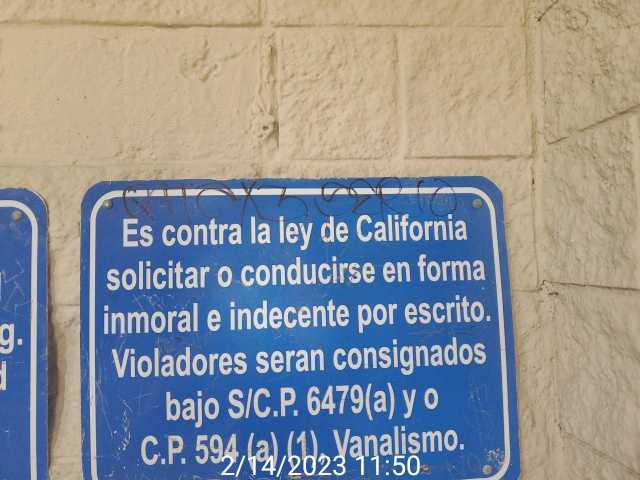 Es contra la ley de California
solicitar o conducirse en forma
inmoral e indecente por escrito.
Violadores seran consignados
bajo S/C.P. 6479(a) y o
C.P. 594 (a) (1). Vanalismo.
g.
d
2/14/2023 11:50